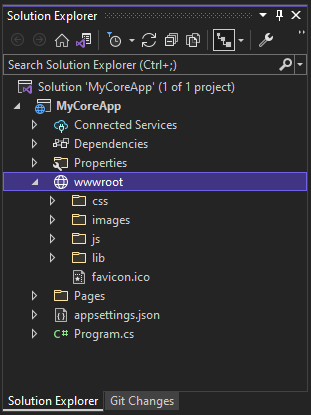 Solution Explorer
Search Solution Explorer (Ctrl+;)
Solution 'MyCoreApp' (1 of 1 project)
MyCoreApp
Connected Services
Dependencies
Properties
wwwroot
css
images
js
lib
favicon.ico
Pages
appsettings.json
C# Program.cs
Solution Explorer Git Changes